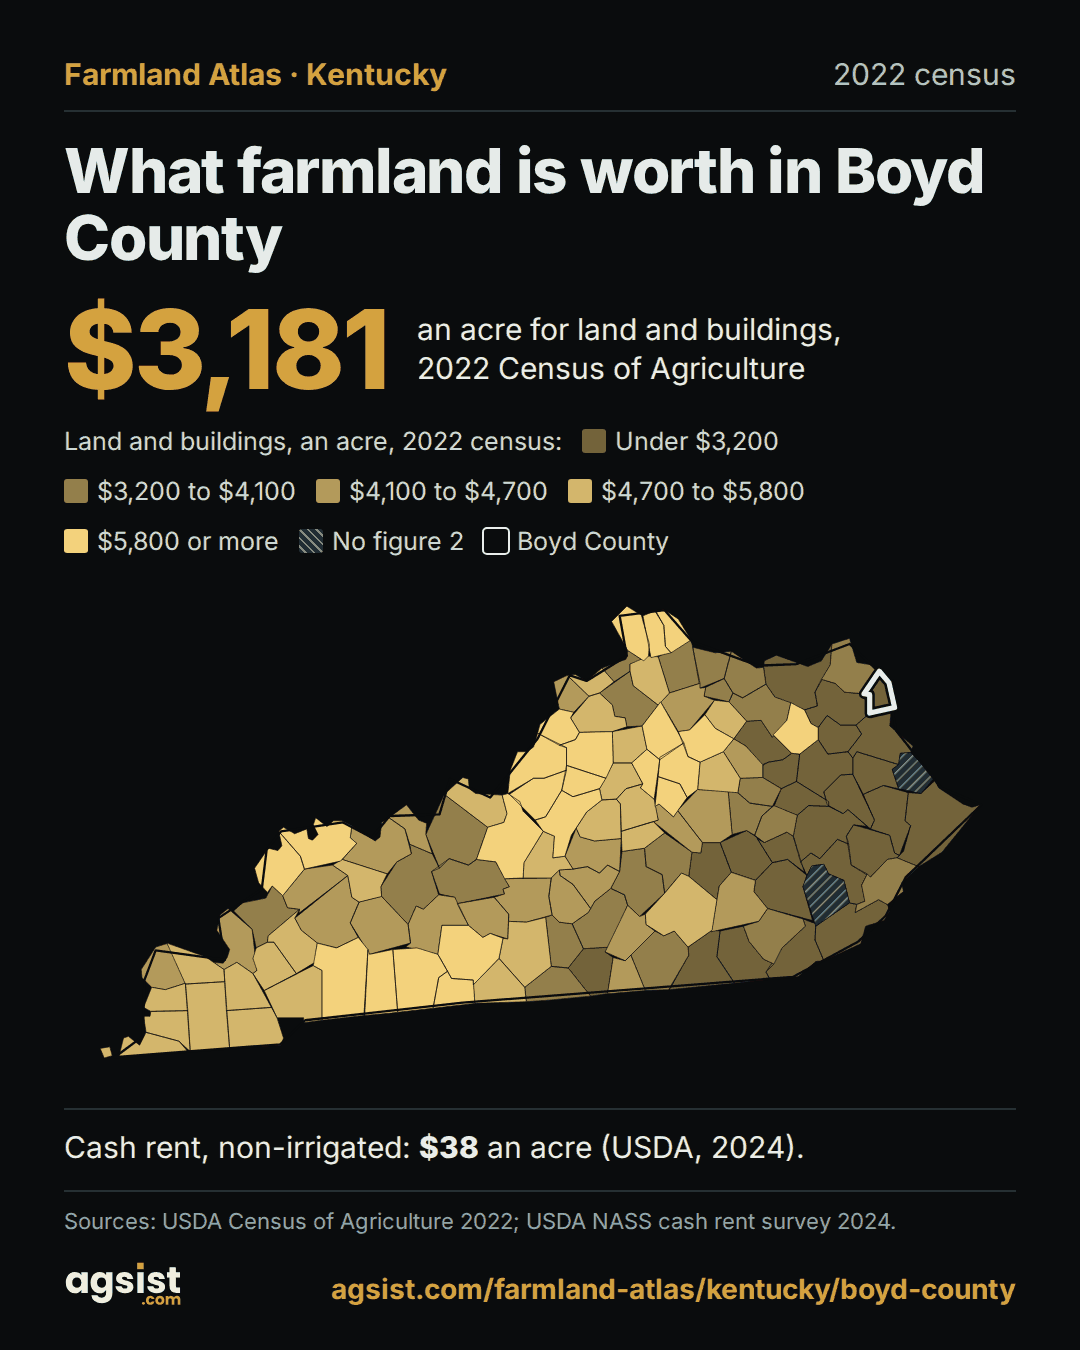 Farmland Atlas · Kentucky
2022 census
What farmland is worth in Boyd
County
$3,181
an acre for land and buildings,
2022 Census of Agriculture
Land and buildings, an acre, 2022 census:
Under $3,200
$3,200 to $4,100
$4,100 to $4,700
$4,700 to $5,800
$5,800 or more
No figure 2
Boyd County
Cash rent, non-irrigated: $38 an acre (USDA, 2024).
Sources: USDA Census of Agriculture 2022; USDA NASS cash rent survey 2024.
agsist
.com
agsist.com/farmland-atlas/kentucky/boyd-county